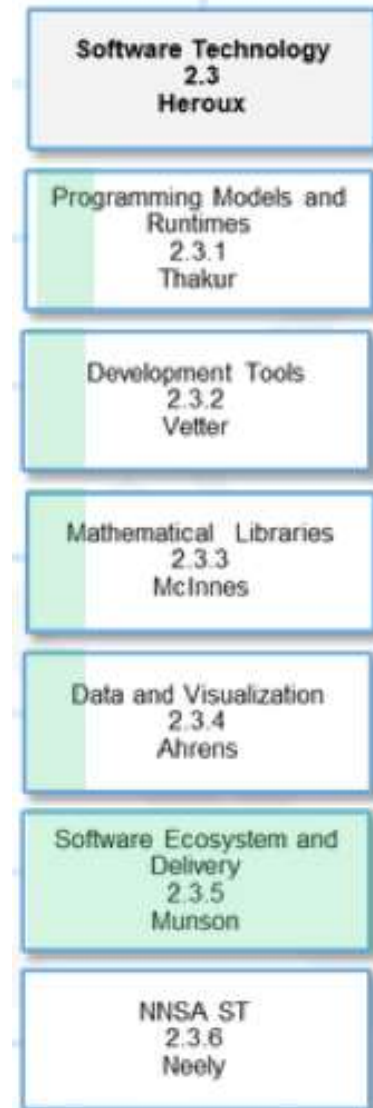 Software Technology
2.3
Heroux
Programming Models and
Runtimes
2.3.1
Thakur
Development Tools
2.3.2
Vetter
Mathematical Libraries
2.3.3
McInnes
Data and Visualization
2.3.4
Ahrens
Software Ecosystem and
Delivery
2.3.5
Munson
NNSA ST
2.3.6
Neely